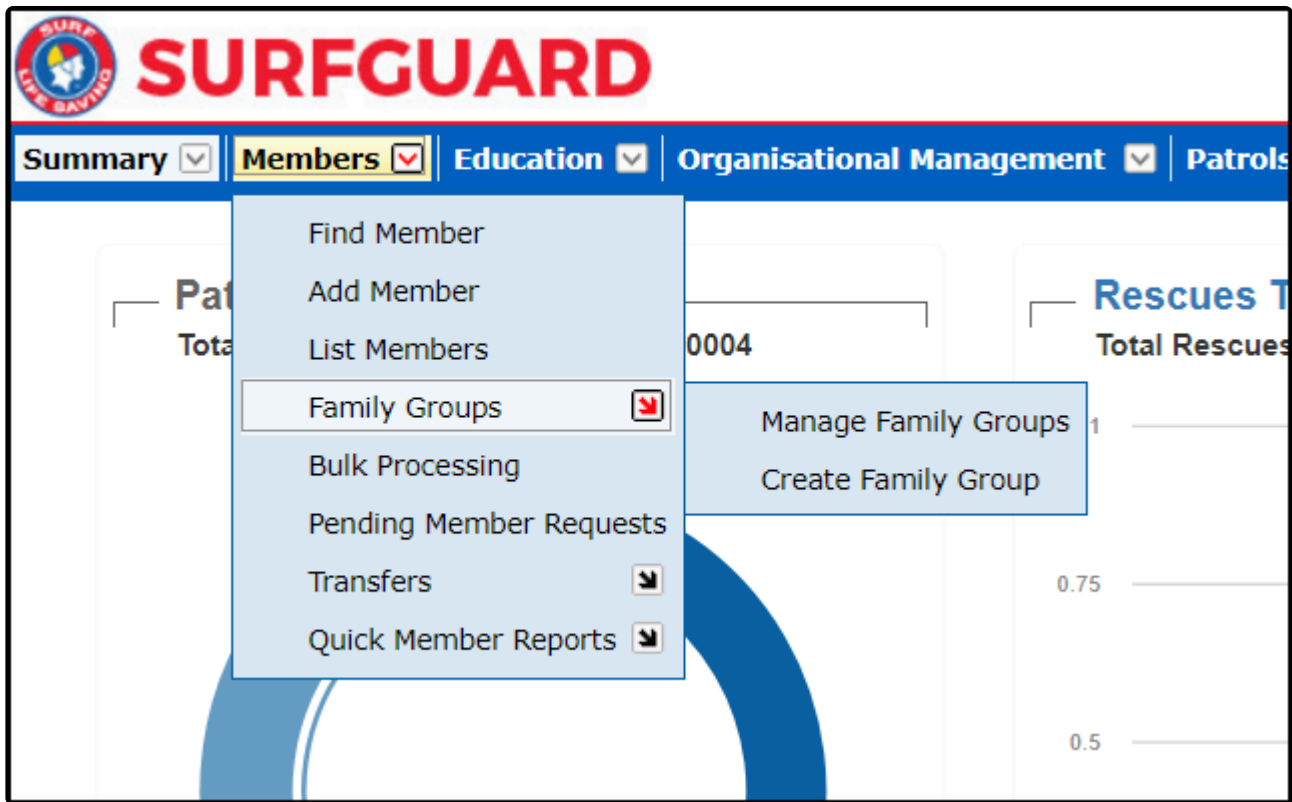 SURF
LIFE SAVING
SURFGUARD
Summary
Members
Education
Organisational Management
Patrols
Find Member
Add Member
List Members
Family Groups
Bulk Processing
Pending Member Requests
Transfers
Quick Member Reports
Manage Family Groups
Create Family Group
Pat
Tota
0004
Rescues T
Total Rescues
1
0.75
0.5